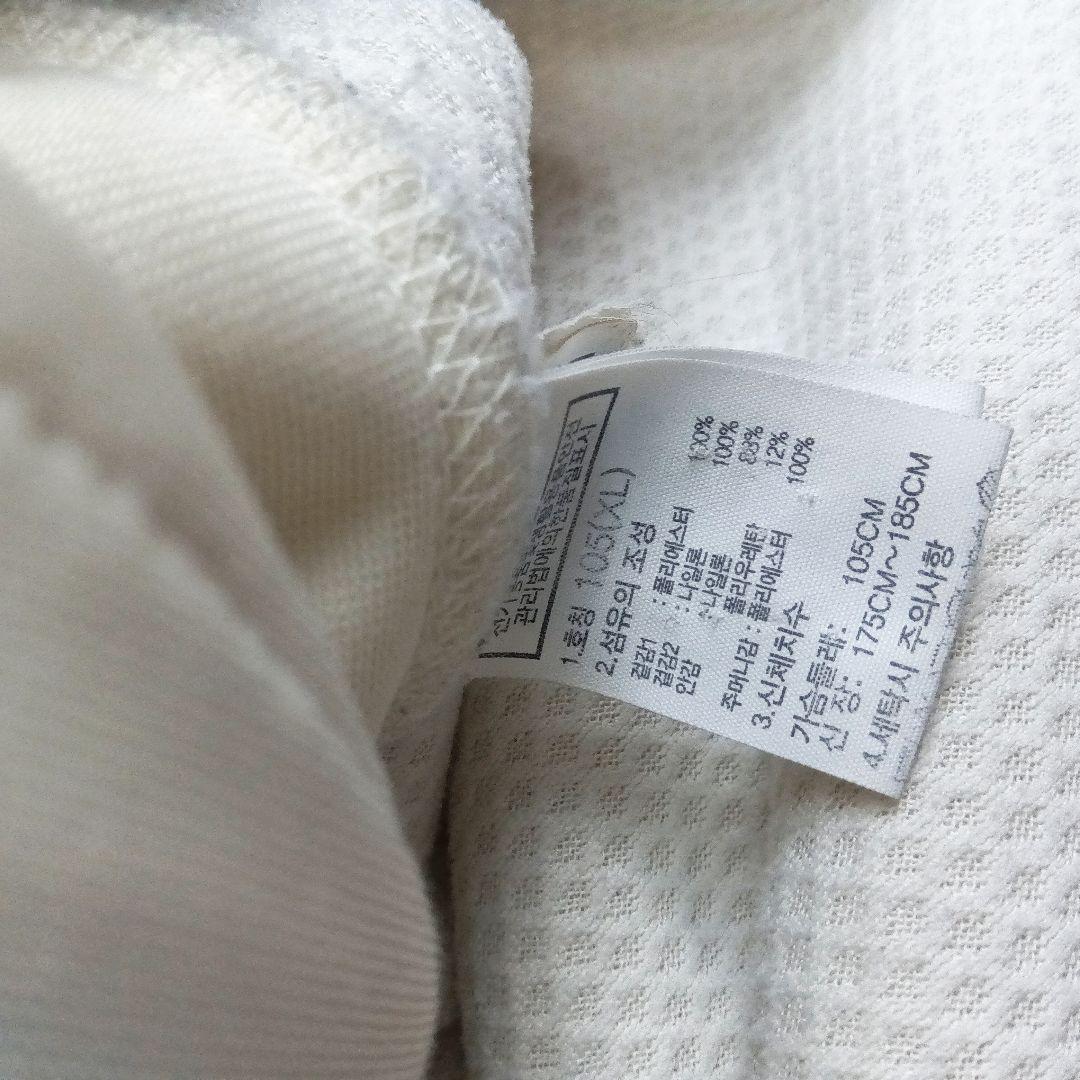 관리법에의한품질표시
1.호칭 105(XL)
2.섬유의 조성
겉감1 : 폴리에스터 100%
겉감2 : 나일론 100%
안감 : 나일론 88%
폴리우레탄 12%
주머니감 : 폴리에스터 100%
3.신체치수
가슴둘레: 105CM
신 장: 175CM~185CM
4.세탁시 주의사항